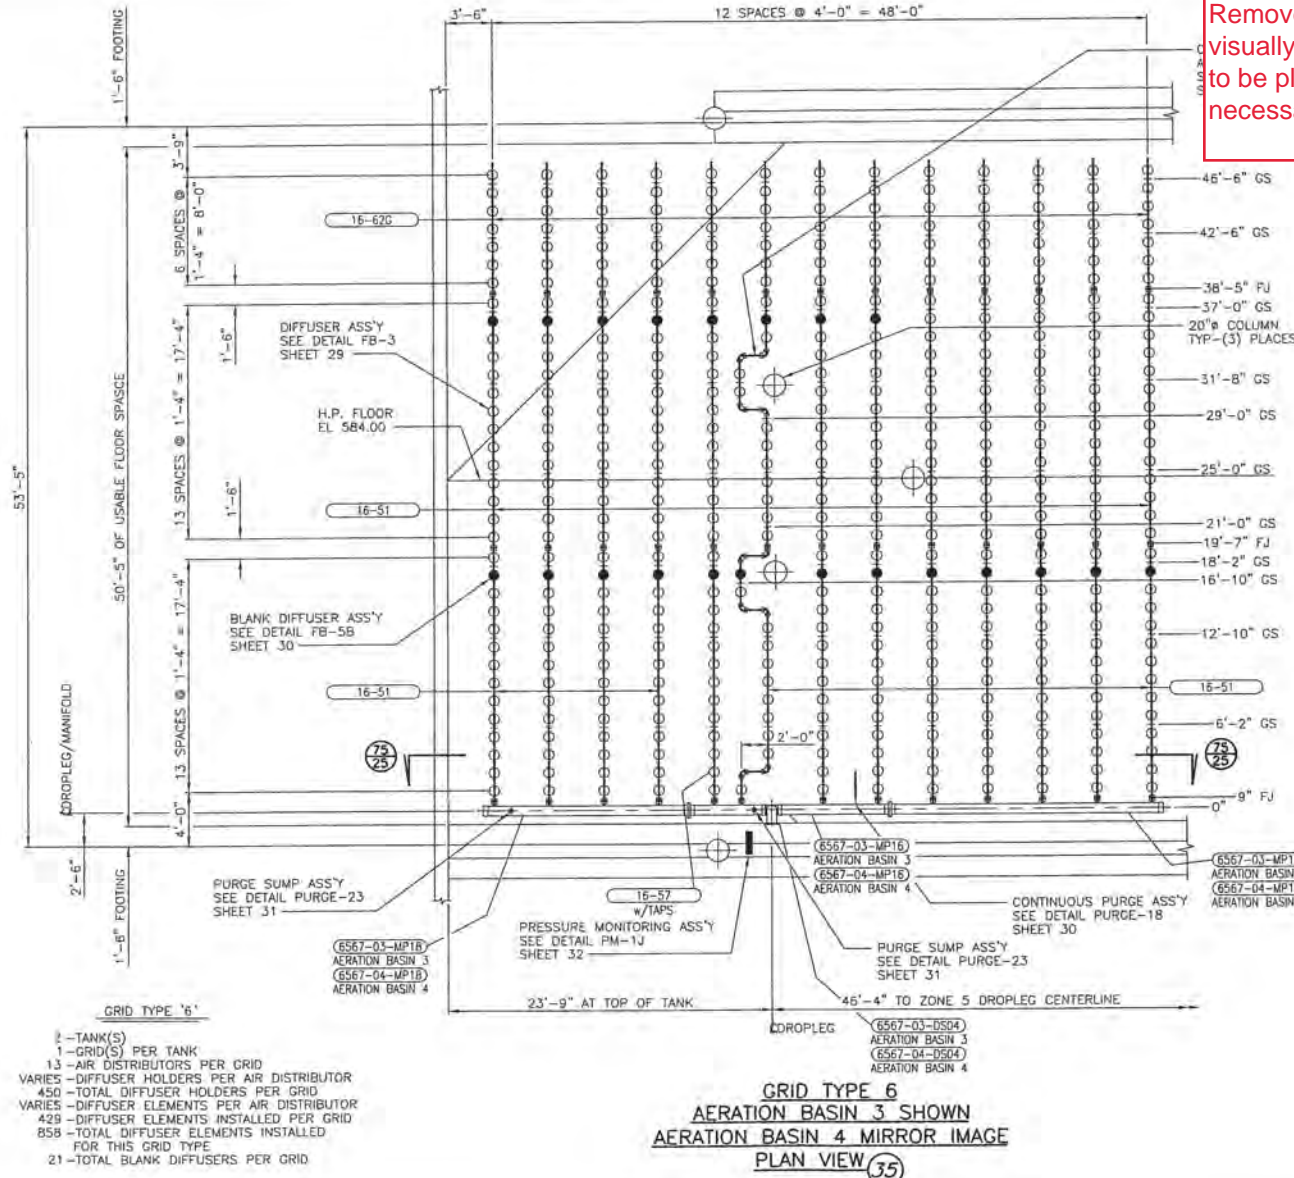 3'-6"
12 SPACES @ 4'-0" = 48'-0"
1'-6" FOOTING
3'-9"
6 SPACES @
1'-4" = 8'-0"
1'-6"
13 SPACES @ 1'-4" = 17'-4"
1'-6"
13 SPACES @ 1'-4" = 17'-4"
4'-0"
53'-5"
50'-5" OF USABLE FLOOR SPASCE
DROPLEG/MANIFOLD
2'-6"
1'-6" FOOTING
visually
to be
46'-6" GS
42'-6" GS
38'-5" FJ
37'-0" GS
20"ø COLUMN
TYP-(3) PLACES
31'-8" GS
29'-0" GS
25'-0" GS
21'-0" GS
19'-7" FJ
18'-2" GS
16'-10" GS
12'-10" GS
16-51
6'-2" GS
75
25
9" FJ
0"
16-62G
DIFFUSER ASS'Y
SEE DETAIL FB-3
SHEET 29
H.P. FLOOR
EL 584.00
16-51
BLANK DIFFUSER ASS'Y
SEE DETAIL FB-5B
SHEET 30
16-51
2'-0"
75
25
PURGE SUMP ASS'Y
SEE DETAIL PURGE-23
SHEET 31
6567-03-MP18
AERATION BASIN 3
6567-04-MP18
AERATION BASIN 4
16-57
w/TAPS
PRESSURE MONITORING ASS'Y
SEE DETAIL PM-1J
SHEET 32
6567-03-MP16
AERATION BASIN 3
6567-04-MP16
AERATION BASIN 4
CONTINUOUS PURGE ASS'Y
SEE DETAIL PURGE-18
SHEET 30
6567-03-MP1
AERATION BASIN
6567-04-MP1
AERATION BASIN
PURGE SUMP ASS'Y
SEE DETAIL PURGE-23
SHEET 31
23'-9" AT TOP OF TANK
46'-4" TO ZONE 5 DROPLEG CENTERLINE
DROPLEG
6567-03-DS04
AERATION BASIN 3
6567-04-DS04
AERATION BASIN 4
GRID TYPE '6'
2 -TANK(S)
1 -GRID(S) PER TANK
13 -AIR DISTRIBUTORS PER GRID
VARIES -DIFFUSER HOLDERS PER AIR DISTRIBUTOR
450 -TOTAL DIFFUSER HOLDERS PER GRID
VARIES -DIFFUSER ELEMENTS PER AIR DISTRIBUTOR
429 -DIFFUSER ELEMENTS INSTALLED PER GRID
858 -TOTAL DIFFUSER ELEMENTS INSTALLED
FOR THIS GRID TYPE
21 -TOTAL BLANK DIFFUSERS PER GRID
GRID TYPE 6
AERATION BASIN 3 SHOWN
AERATION BASIN 4 MIRROR IMAGE
PLAN VIEW 35